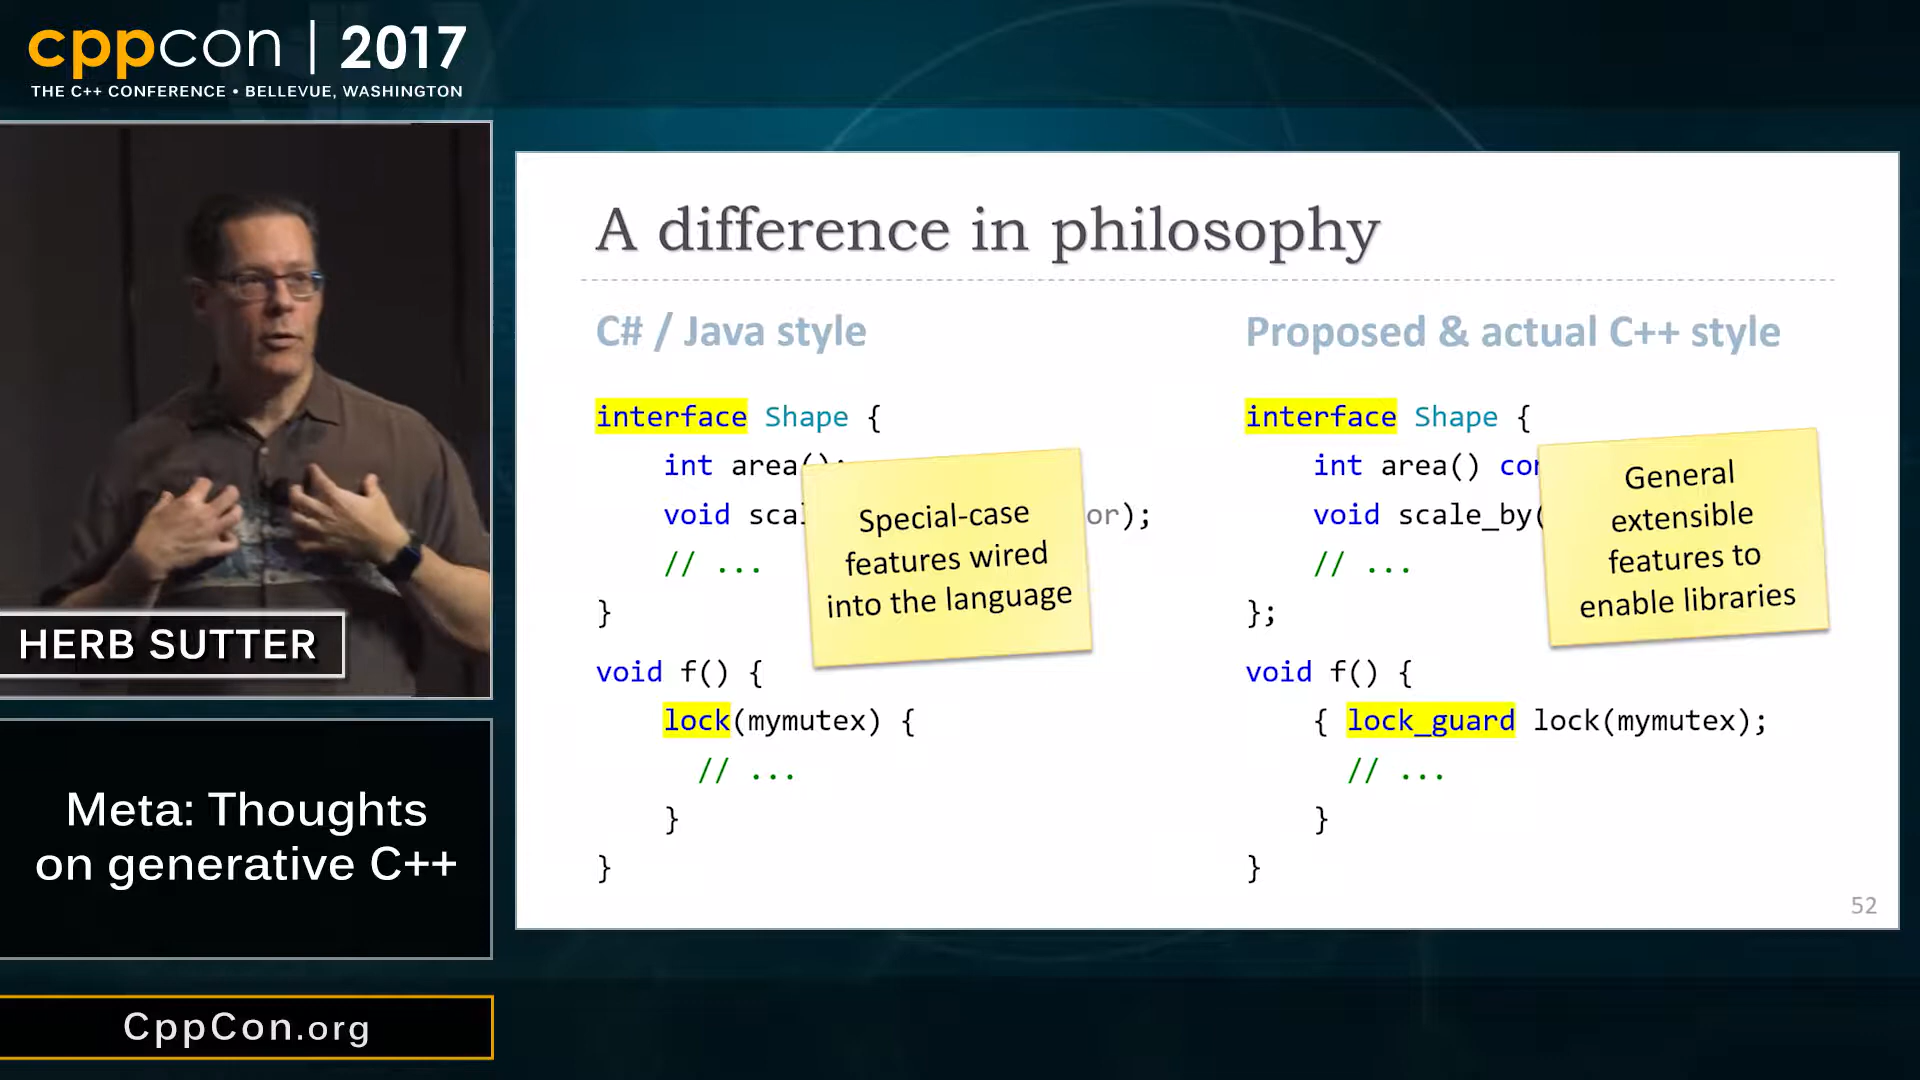 cppcon | 2017
THE C++ CONFERENCE • BELLEVUE, WASHINGTON
HERB SUTTER
Meta: Thoughts
on generative C++
CppCon.org
A difference in philosophy
C# / Java style
interface Shape {
int area();
void scal or);
// ...
}
void f() {
lock(mymutex) {
// ...
}
}
Special-case
features wired
into the language
Proposed & actual C++ style
interface Shape {
int area() con
void scale_by(
// ...
};
void f() {
{ lock_guard lock(mymutex);
// ...
}
}
General
extensible
features to
enable libraries
52